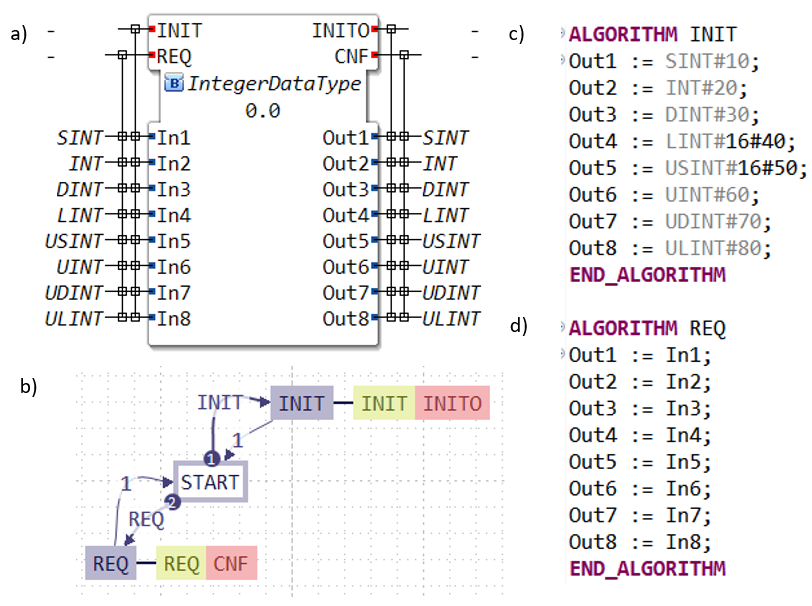 a)
- INIT INITO -
- REQ CNF -
B IntegerDataType
0.0
SINT In1 Out1 SINT
INT In2 Out2 INT
DINT In3 Out3 DINT
LINT In4 Out4 LINT
USINT In5 Out5 USINT
UINT In6 Out6 UINT
UDINT In7 Out7 UDINT
ULINT In8 Out8 ULINT
b)
INIT INIT INIT INITO
1
1
START
1
2
REQ
REQ REQ CNF
c)
ALGORITHM INIT
Out1 := SINT#10;
Out2 := INT#20;
Out3 := DINT#30;
Out4 := LINT#16#40;
Out5 := USINT#16#50;
Out6 := UINT#60;
Out7 := UDINT#70;
Out8 := ULINT#80;
END_ALGORITHM
d)
ALGORITHM REQ
Out1 := In1;
Out2 := In2;
Out3 := In3;
Out4 := In4;
Out5 := In5;
Out6 := In6;
Out7 := In7;
Out8 := In8;
END_ALGORITHM